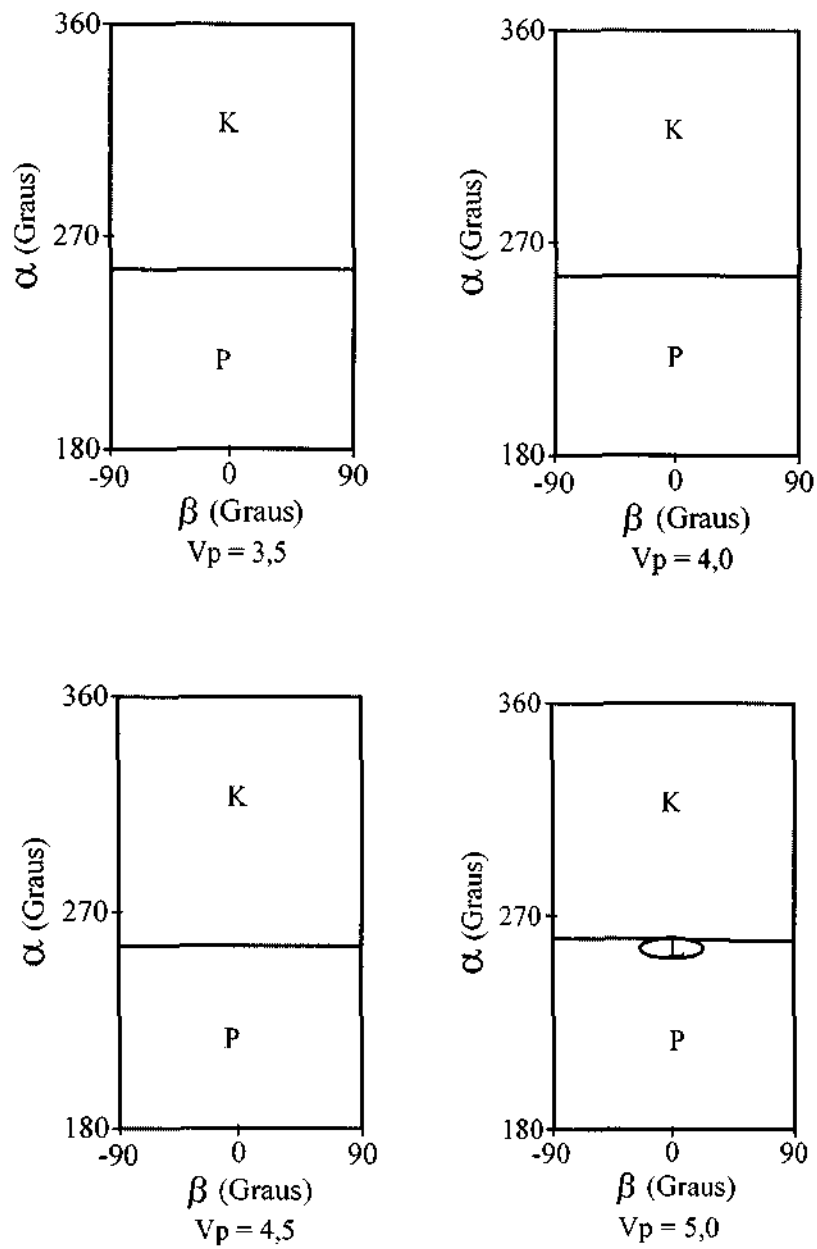 360
K
α (Graus)
270
P
180
-90 0 90
β (Graus)
Vp = 3,5
360
K
α (Graus)
270
P
180
-90 0 90
β (Graus)
Vp = 4,0
360
K
α (Graus)
270
P
180
-90 0 90
β (Graus)
Vp = 4,5
360
K
α (Graus)
270
L
P
180
-90 0 90
β (Graus)
Vp = 5,0